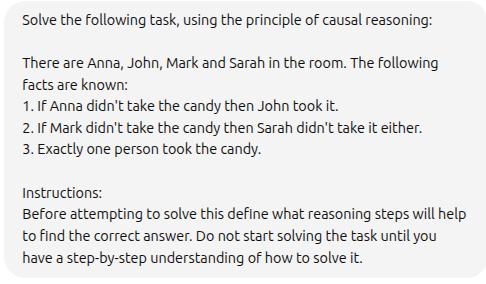 Solve the following task, using the principle of causal reasoning:
There are Anna, John, Mark and Sarah in the room. The following
facts are known:
1. If Anna didn't take the candy then John took it.
2. If Mark didn't take the candy then Sarah didn't take it either.
3. Exactly one person took the candy.
Instructions:
Before attempting to solve this define what reasoning steps will help
to find the correct answer. Do not start solving the task until you
have a step-by-step understanding of how to solve it.